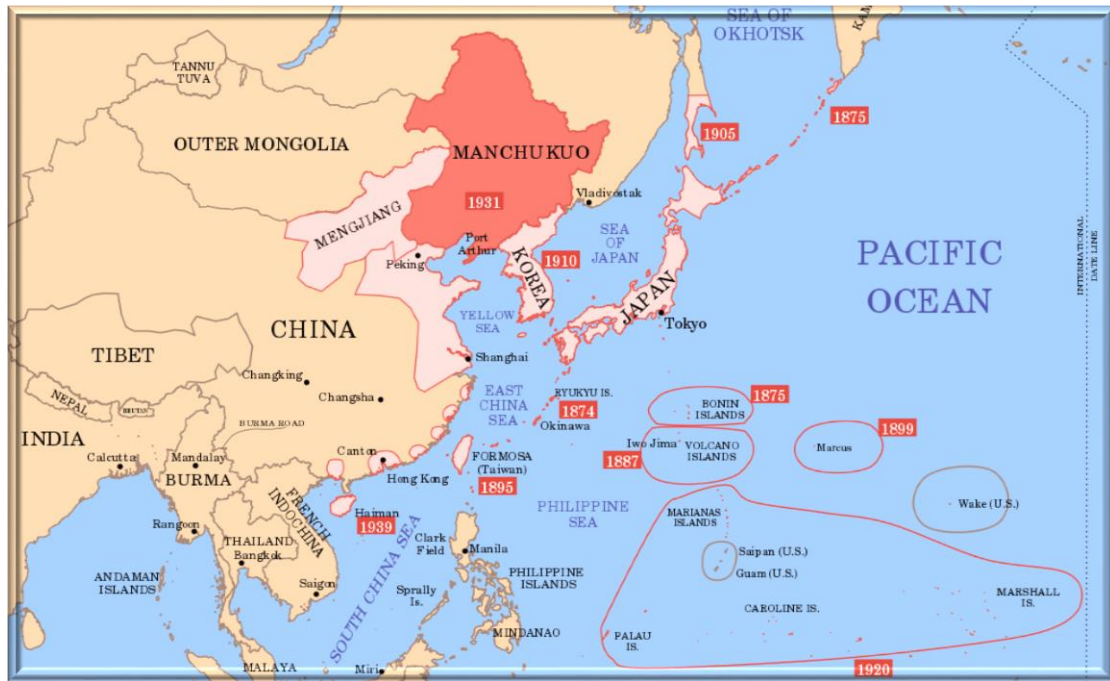 SEA OF
OKHOTSK
KAM
TANNU
TUVA
OUTER MONGOLIA
MANCHUKUO
1931
1905
1875
MENGJIANG
Port
Arthur
Peking
Vladivostak
SEA
OF
JAPAN
KOREA
1910
JAPAN
Tokyo
PACIFIC
OCEAN
INTERNATIONAL
DATE LINE
CHINA
YELLOW
SEA
Shanghai
TIBET
Changking
Changsha
NEPAL
BHUTAN
BURMA ROAD
EAST
CHINA
SEA
RYUKYU IS.
1874
Okinawa
BONIN
ISLANDS
1875
Iwo Jima
VOLCANO
ISLANDS
1887
Marcus
1899
INDIA
Calcutta
Mandalay
BURMA
Canton
Hong Kong
FORMOSA
(Taiwan)
1895
Haiman
1939
FRENCH
INDOCHINA
PHILIPPINE
SEA
MARIANAS
ISLANDS
Wake (U.S.)
Rangoon
THAILAND
Bangkok
Saigon
ANDAMAN
ISLANDS
SOUTH CHINA SEA
Clark
Field
Manila
PHILIPPINE
ISLANDS
Sprally
Is.
MINDANAO
Saipan (U.S.)
Guam (U.S.)
CAROLINE IS.
MARSHALL
IS.
PALAU
IS.
1920
MALAYA
Miri